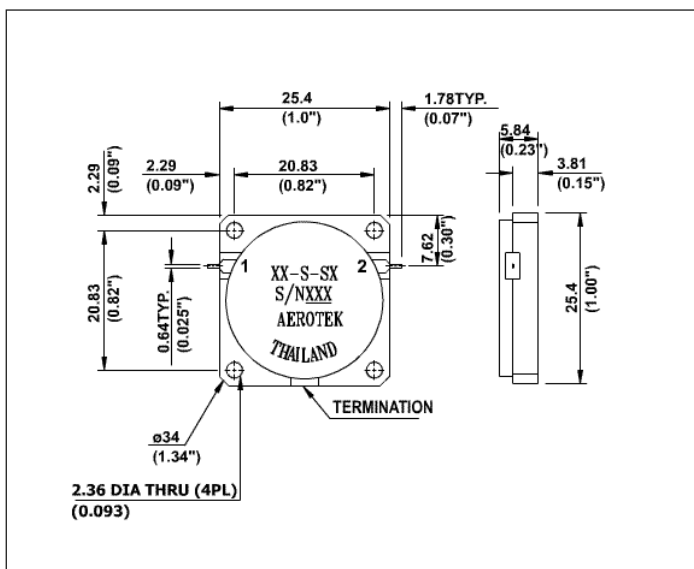 25.4
(1.0")
1.78TYP.
(0.07")
5.84
(0.23")
3.81
(0.15")
2.29
(0.09")
2.29
(0.09")
20.83
(0.82")
7.62
(0.30")
20.83
(0.82")
0.64TYP.
(0.025")
1
2
XX-S-SX
S/NXXX
AEROTEK
THAILAND
25.4
(1.00")
TERMINATION
ø34
(1.34")
2.36 DIA THRU (4PL)
(0.093)